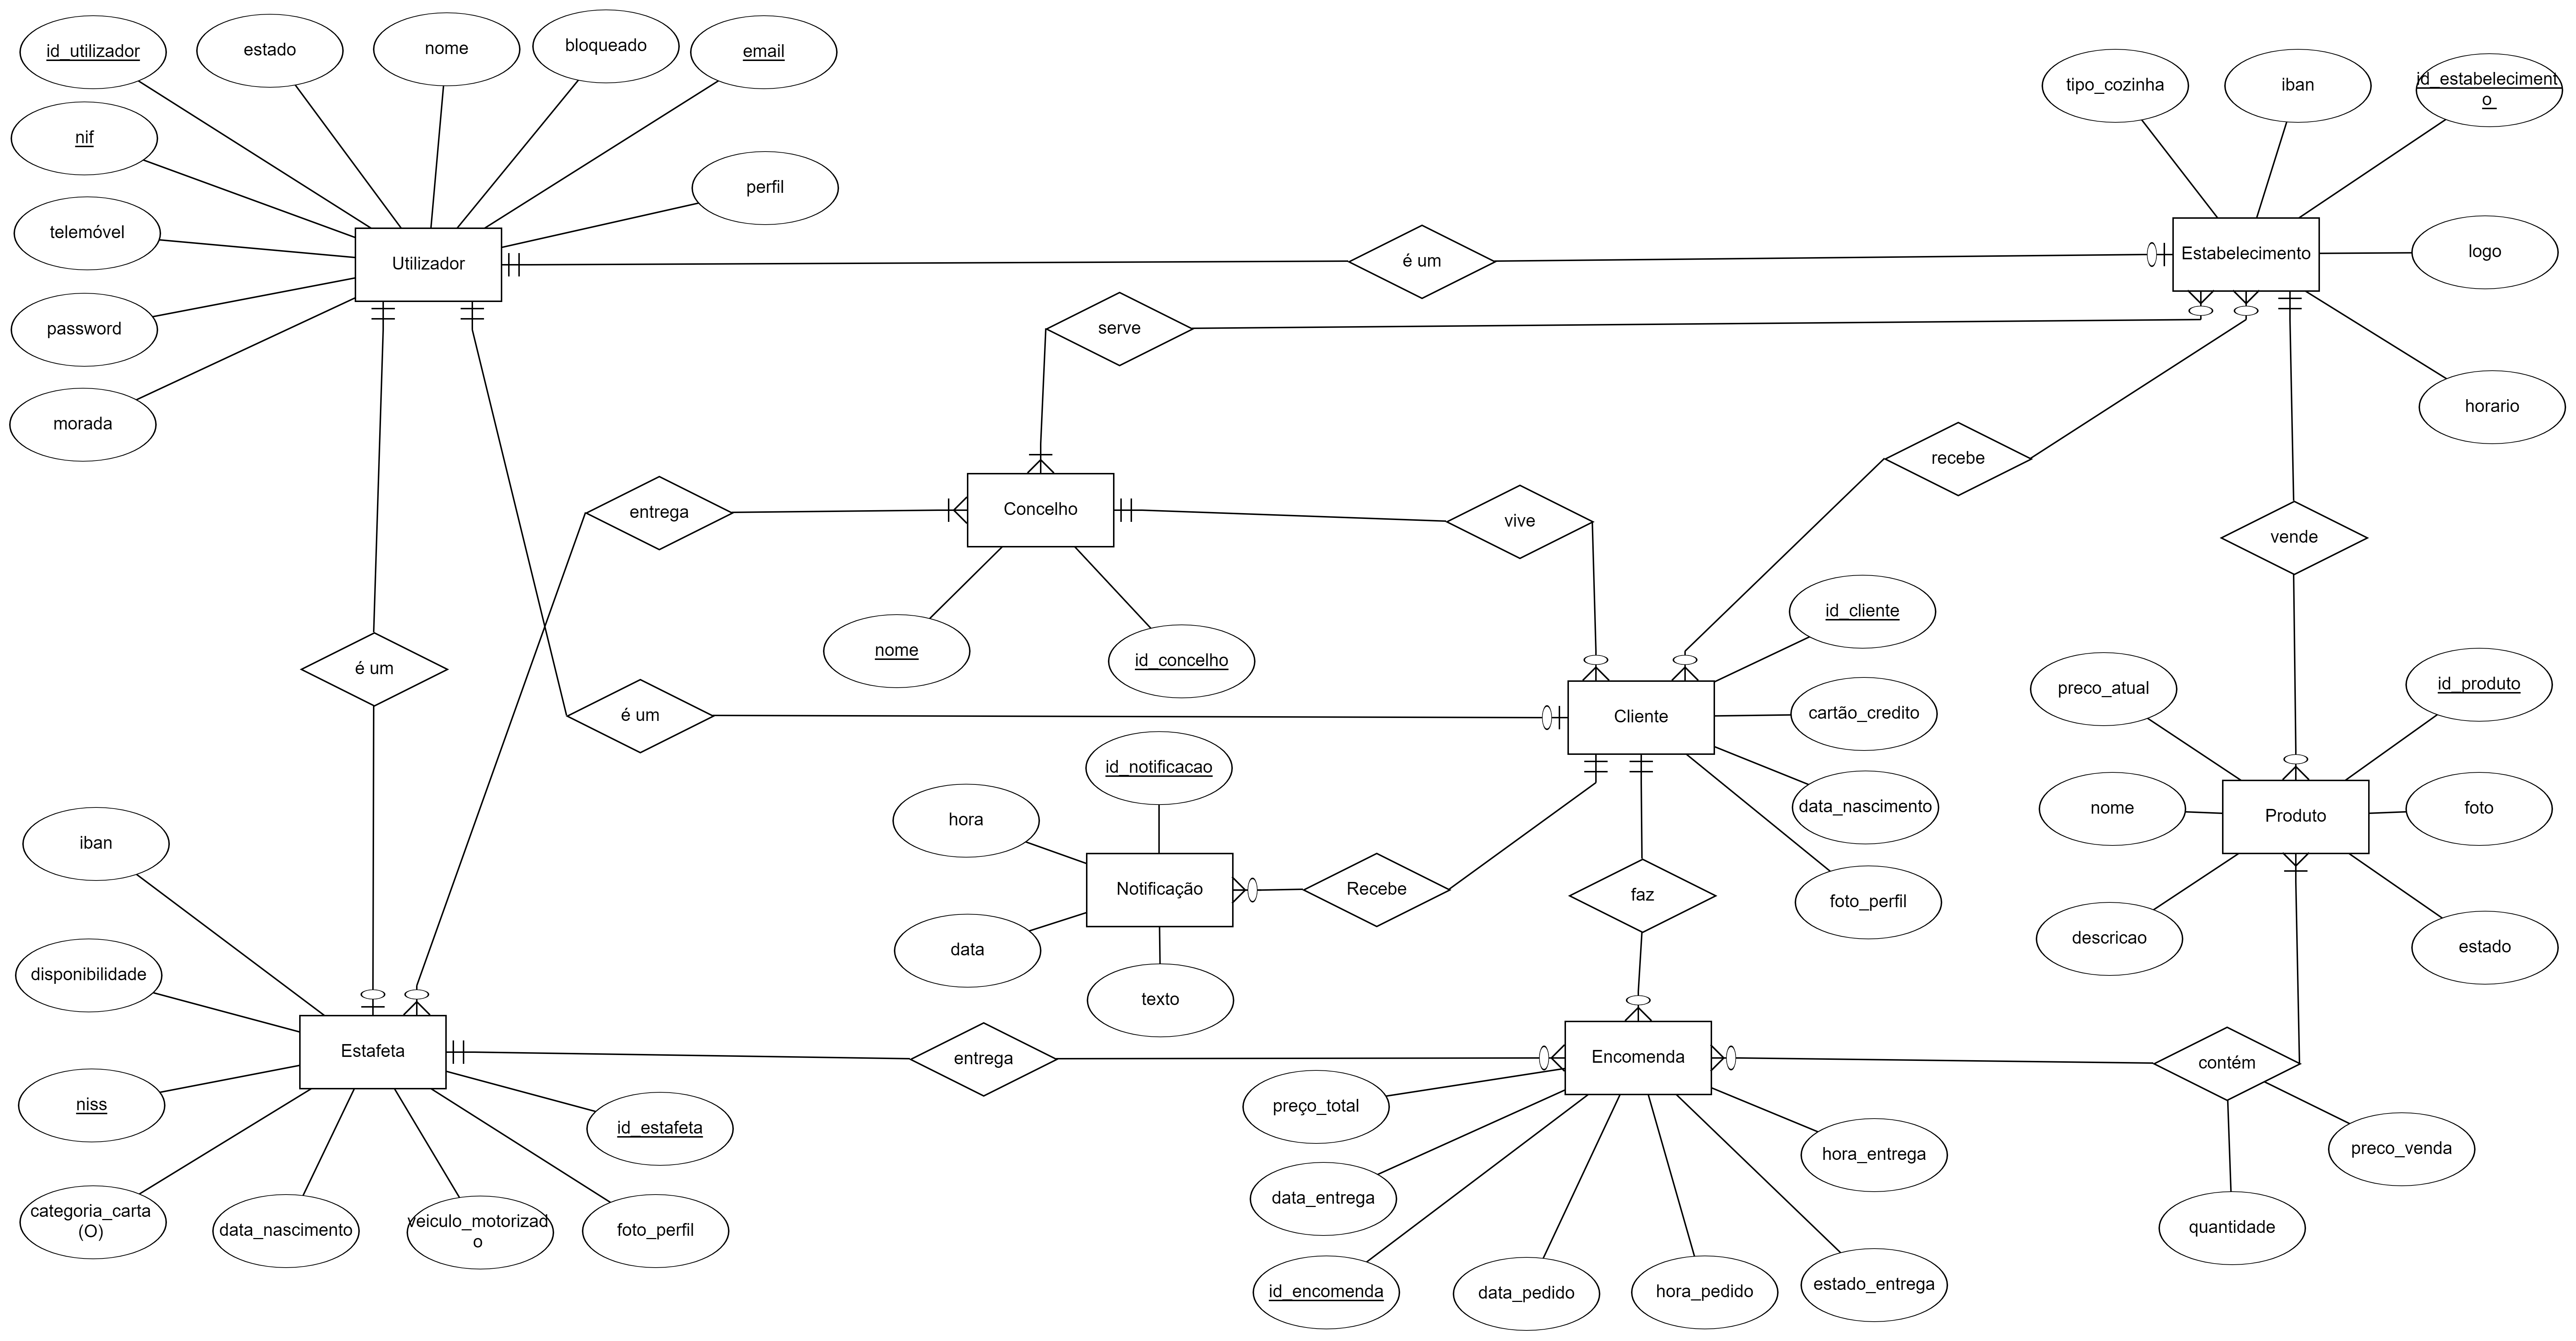 id_utilizador
estado
nome
bloqueado
email
nif
telemóvel
password
morada
perfil
Utilizador
é um
tipo_cozinha
iban
id_estabeleciment
o
Estabelecimento
logo
horario
serve
recebe
entrega
Concelho
vive
vende
nome
id_concelho
é um
é um
id_cliente
Cliente
cartão_credito
data_nascimento
foto_perfil
preco_atual
id_produto
nome
Produto
foto
descricao
estado
id_notificacao
hora
Notificação
Recebe
data
texto
faz
iban
disponibilidade
Estafeta
niss
id_estafeta
categoria_carta
(O)
data_nascimento
veiculo_motorizad
o
foto_perfil
entrega
Encomenda
contém
preço_total
data_entrega
id_encomenda
data_pedido
hora_pedido
estado_entrega
hora_entrega
preco_venda
quantidade